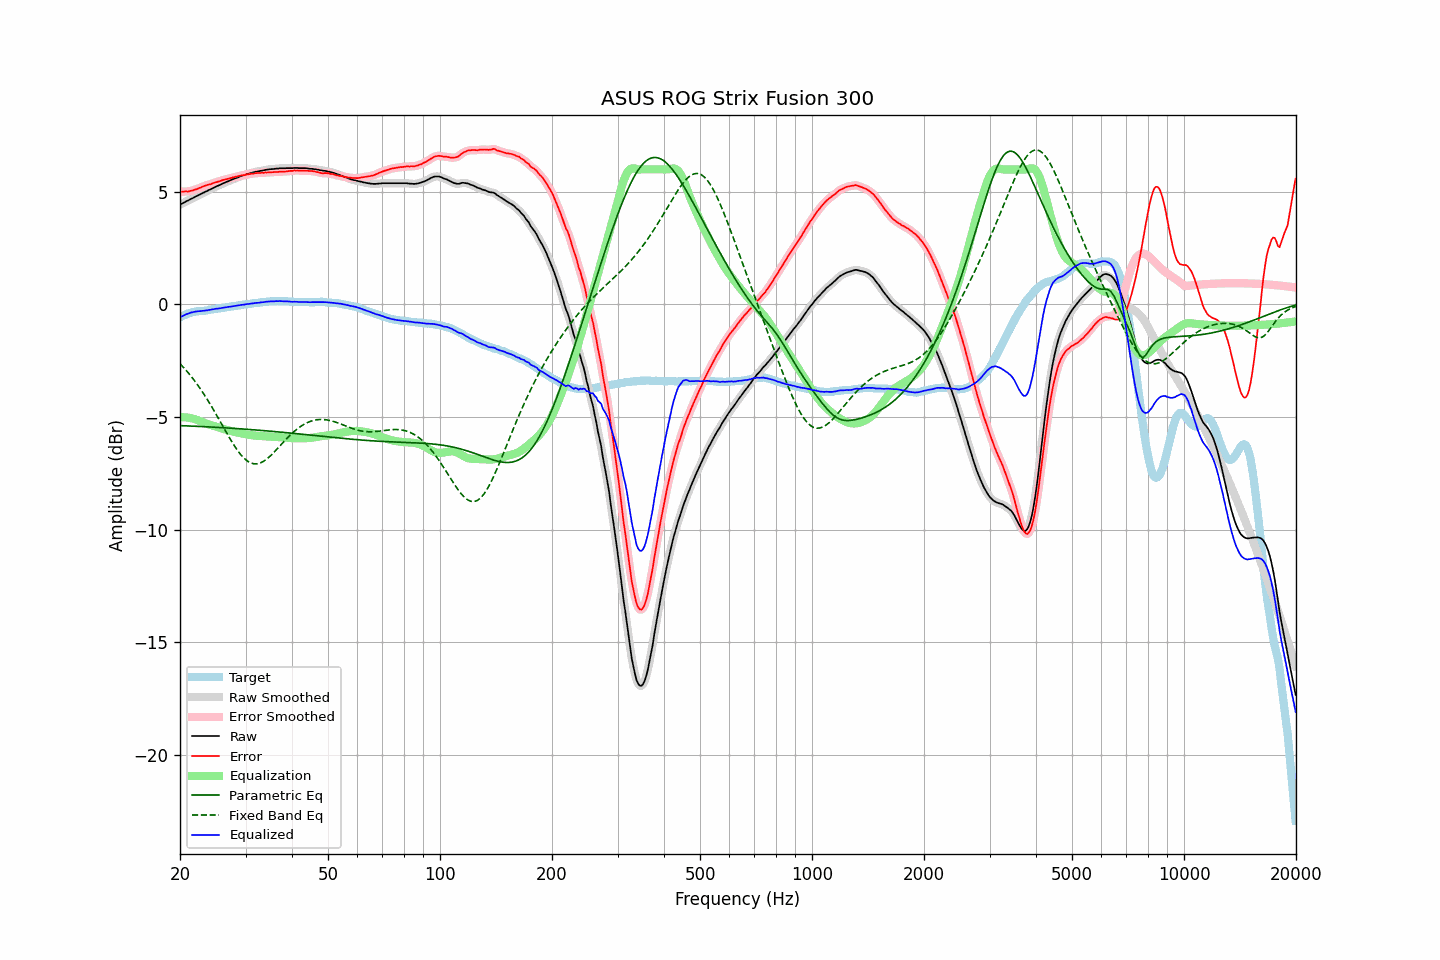 ASUS ROG Strix Fusion 300
Amplitude (dBr)
5
0
−5
−10
−15
−20
Target
Raw Smoothed
Error Smoothed
Raw
Error
Equalization
Parametric Eq
Fixed Band Eq
Equalized
20 50 100 200 500 1000 2000 5000 10000 20000
Frequency (Hz)